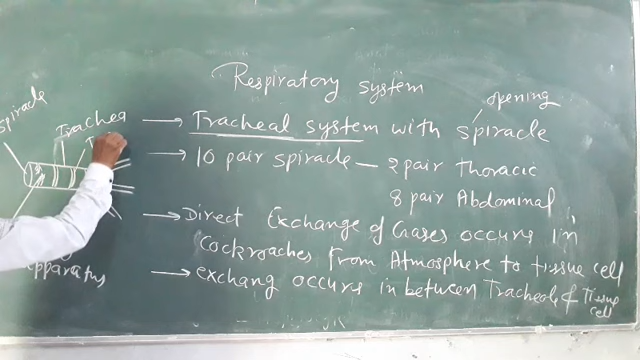 Respiratory system
opening
spiracle
Trachea
→ Tracheal system with spiracle
→ 10 pair spiracle — 2 pair Thoracic
8 pair Abdominal
→ Direct Exchange of Gases occurs in
Cockroaches from Atmosphere to tissue cell
apparatus
→ exchang occurs in between Tracheole & Tissue
cell